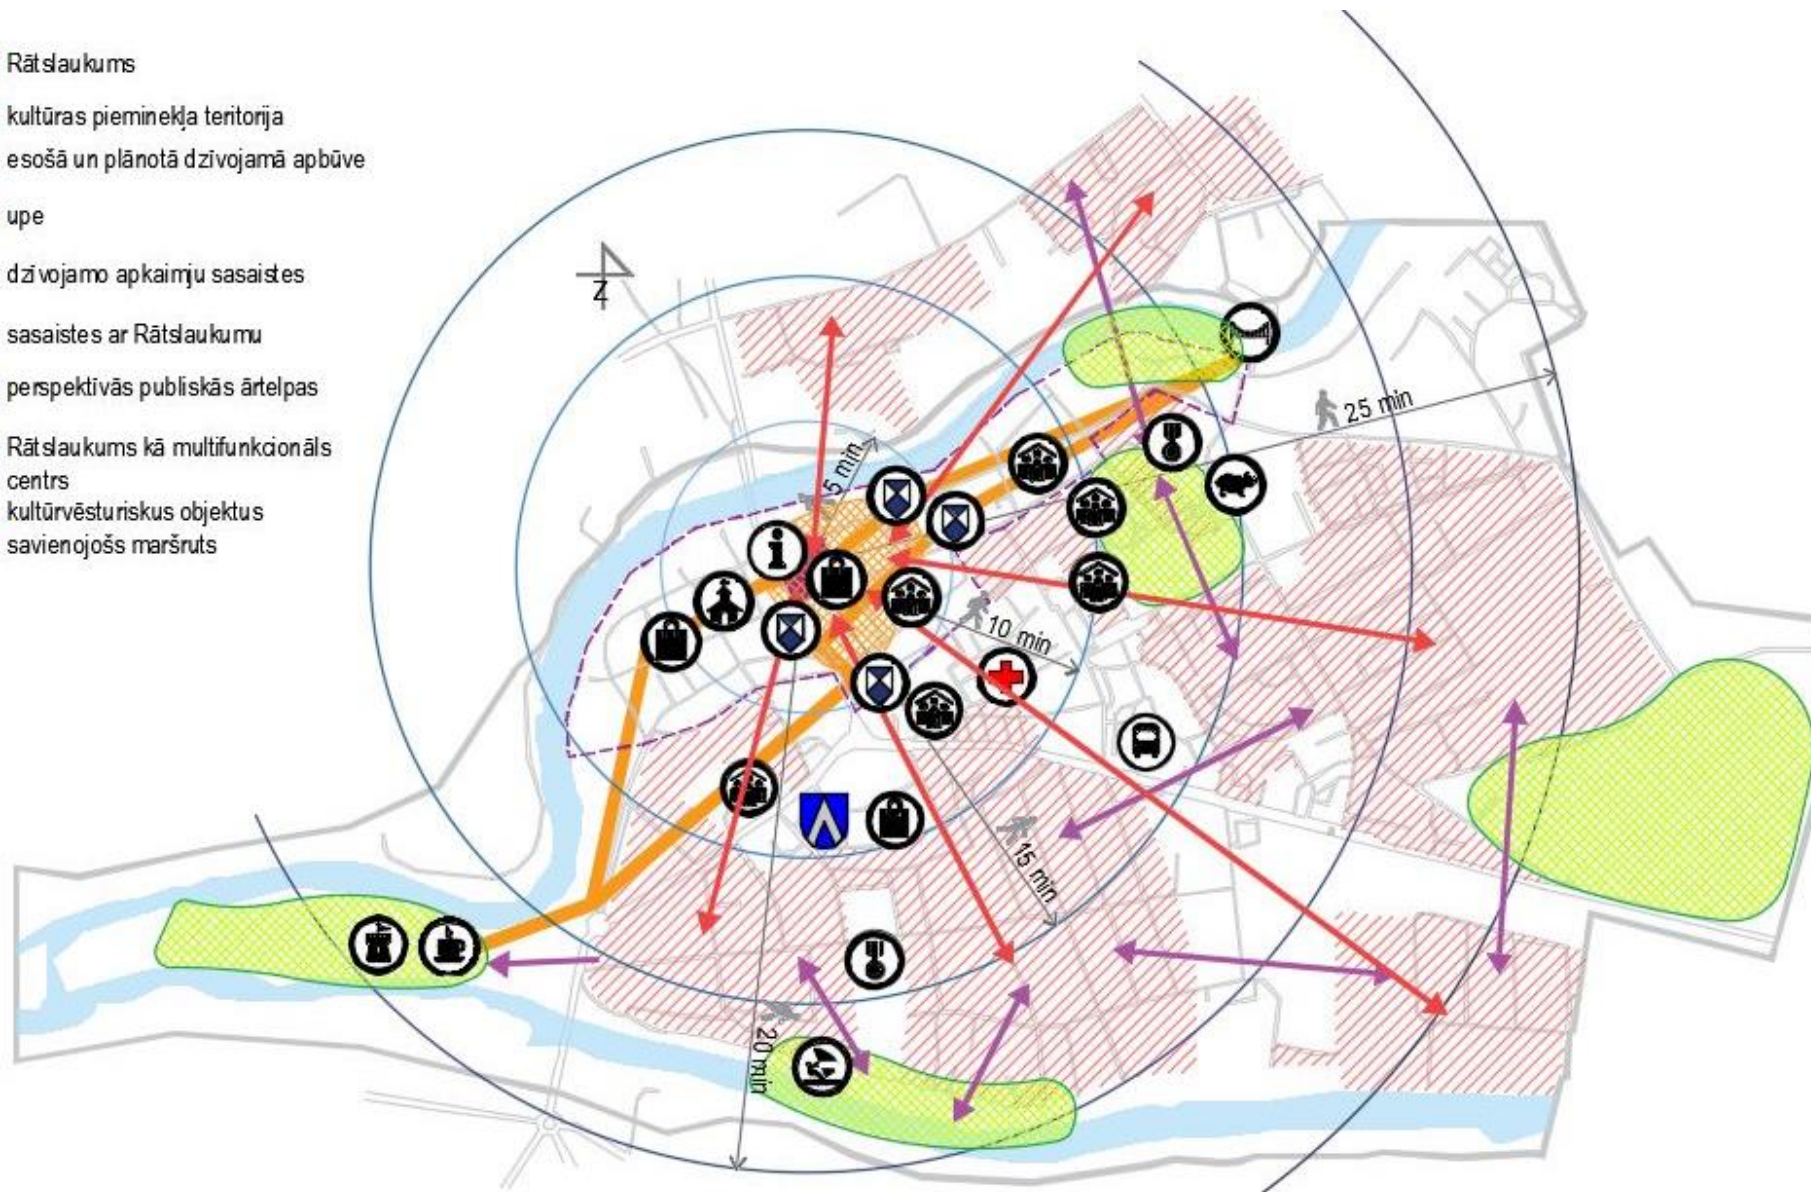 Rātslaukums
kultūras pieminekļa teritorija
esošā un plānotā dzīvojamā apbūve
upe
dzīvojamo apkaimju sasaistes
sasaistes ar Rātslaukumu
perspektīvās publiskās ārtelpas
Rātslaukums kā multifunkcionāls
centrs
kultūrvēsturiskus objektus
savienojošs maršruts
Z
5 min
10 min
15 min
20 min
25 min